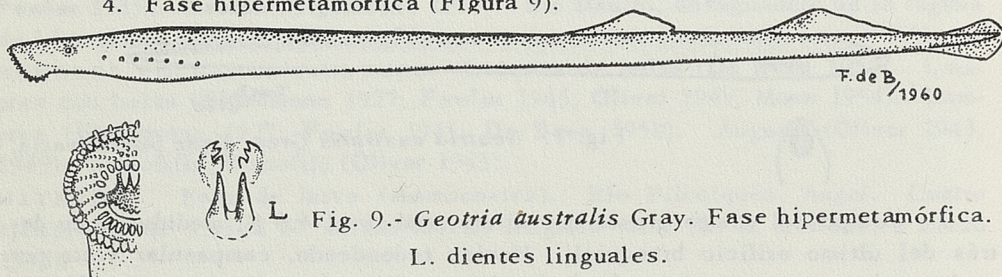 4. Fase hipermetamórfica (Figura 9).
F. de B/1960
L
Fig. 9.- Geotria australis Gray. Fase hipermetamórfica.
L. dientes linguales.